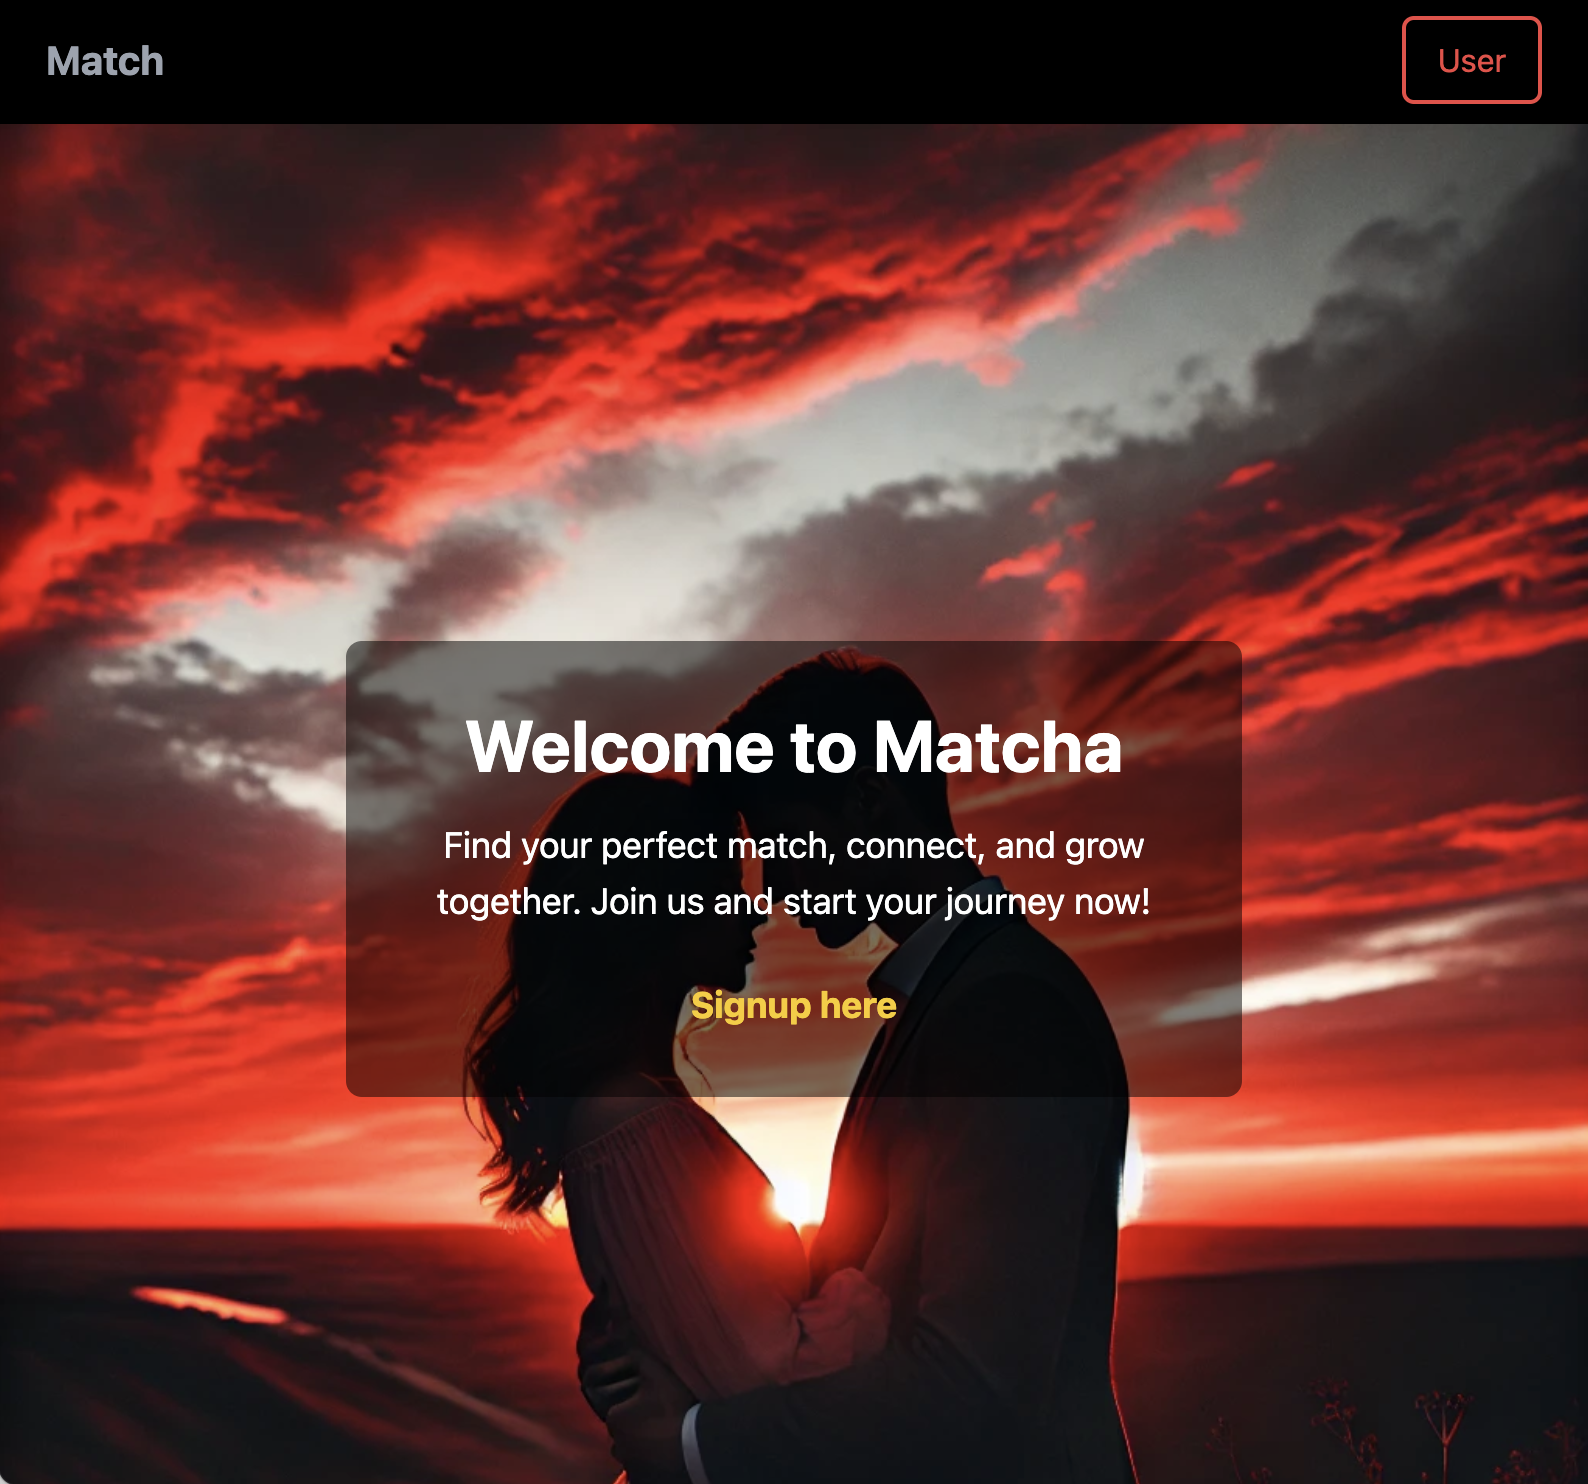 Match
User
Welcome to Matcha
Find your perfect match, connect, and grow
together. Join us and start your journey now!
Signup here